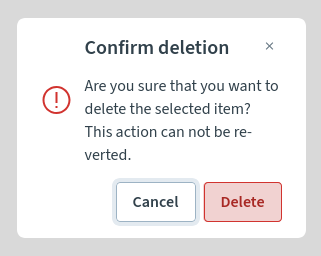 Confirm deletion ×
Are you sure that you want to
delete the selected item?
This action can not be re-
verted.
Cancel Delete